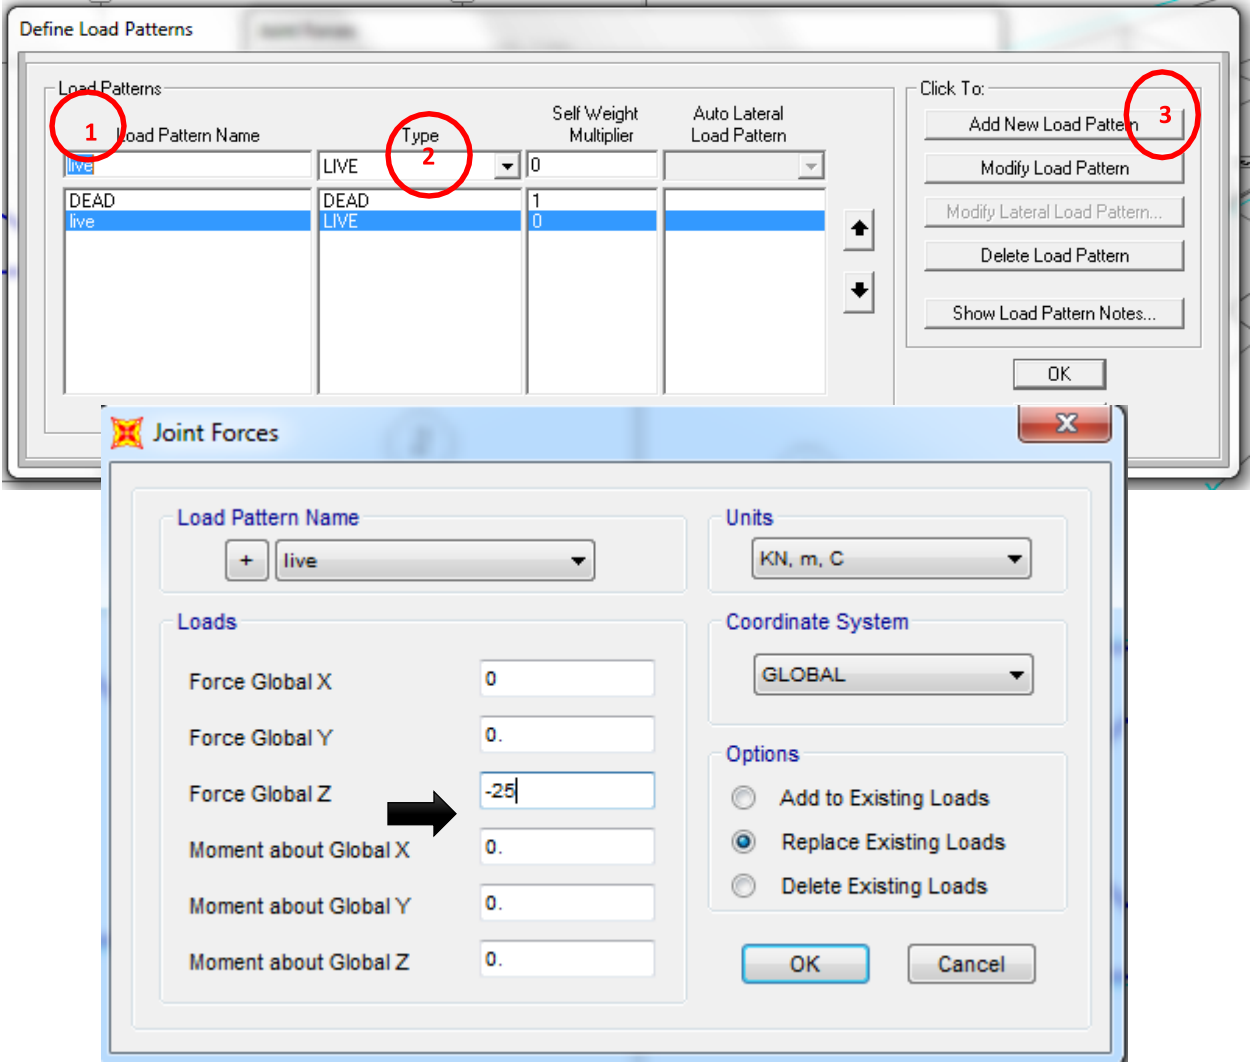 Define Load Patterns
Joint Forces
Load Patterns
Click To:
1
Load Pattern Name
Type
2
Self Weight
Multiplier
Auto Lateral
Load Pattern
3
live
LIVE
0
DEAD
DEAD
1
live
LIVE
0
Add New Load Pattern
Modify Load Pattern
Modify Lateral Load Pattern...
Delete Load Pattern
Show Load Pattern Notes...
OK
Joint Forces
Load Pattern Name
+
live
Units
KN, m, C
Loads
Force Global X
0
Force Global Y
0.
Force Global Z
-25
Moment about Global X
0.
Moment about Global Y
0.
Moment about Global Z
0.
Coordinate System
GLOBAL
Options
Add to Existing Loads
Replace Existing Loads
Delete Existing Loads
OK
Cancel